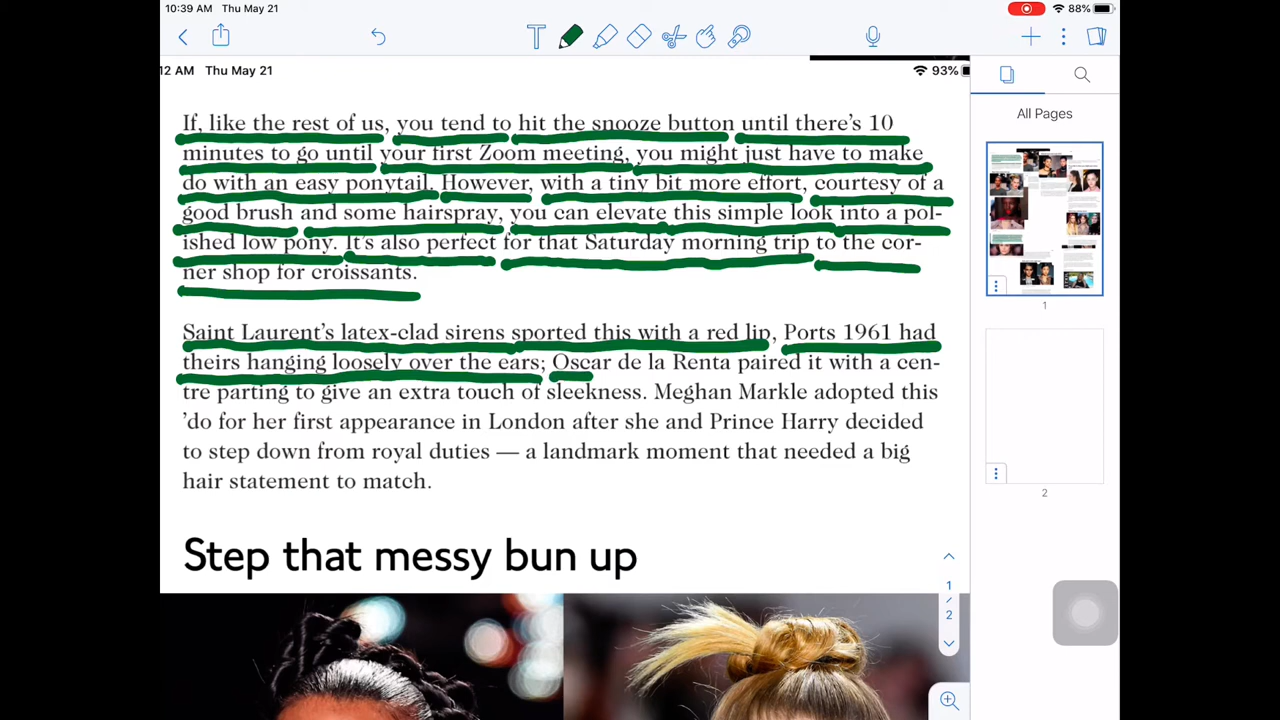 10:39 AM Thu May 21
88%
T
12 AM Thu May 21
93%
All Pages
If, like the rest of us, you tend to hit the snooze button until there’s 10
minutes to go until your first Zoom meeting, you might just have to make
do with an easy ponytail. However, with a tiny bit more effort, courtesy of a
good brush and some hairspray, you can elevate this simple look into a pol-
ished low pony. It’s also perfect for that Saturday morning trip to the cor-
ner shop for croissants.
Saint Laurent’s latex-clad sirens sported this with a red lip, Ports 1961 had
theirs hanging loosely over the ears; Oscar de la Renta paired it with a cen-
tre parting to give an extra touch of sleekness. Meghan Markle adopted this
’do for her first appearance in London after she and Prince Harry decided
to step down from royal duties — a landmark moment that needed a big
hair statement to match.
Step that messy bun up
1
2
1
/
2